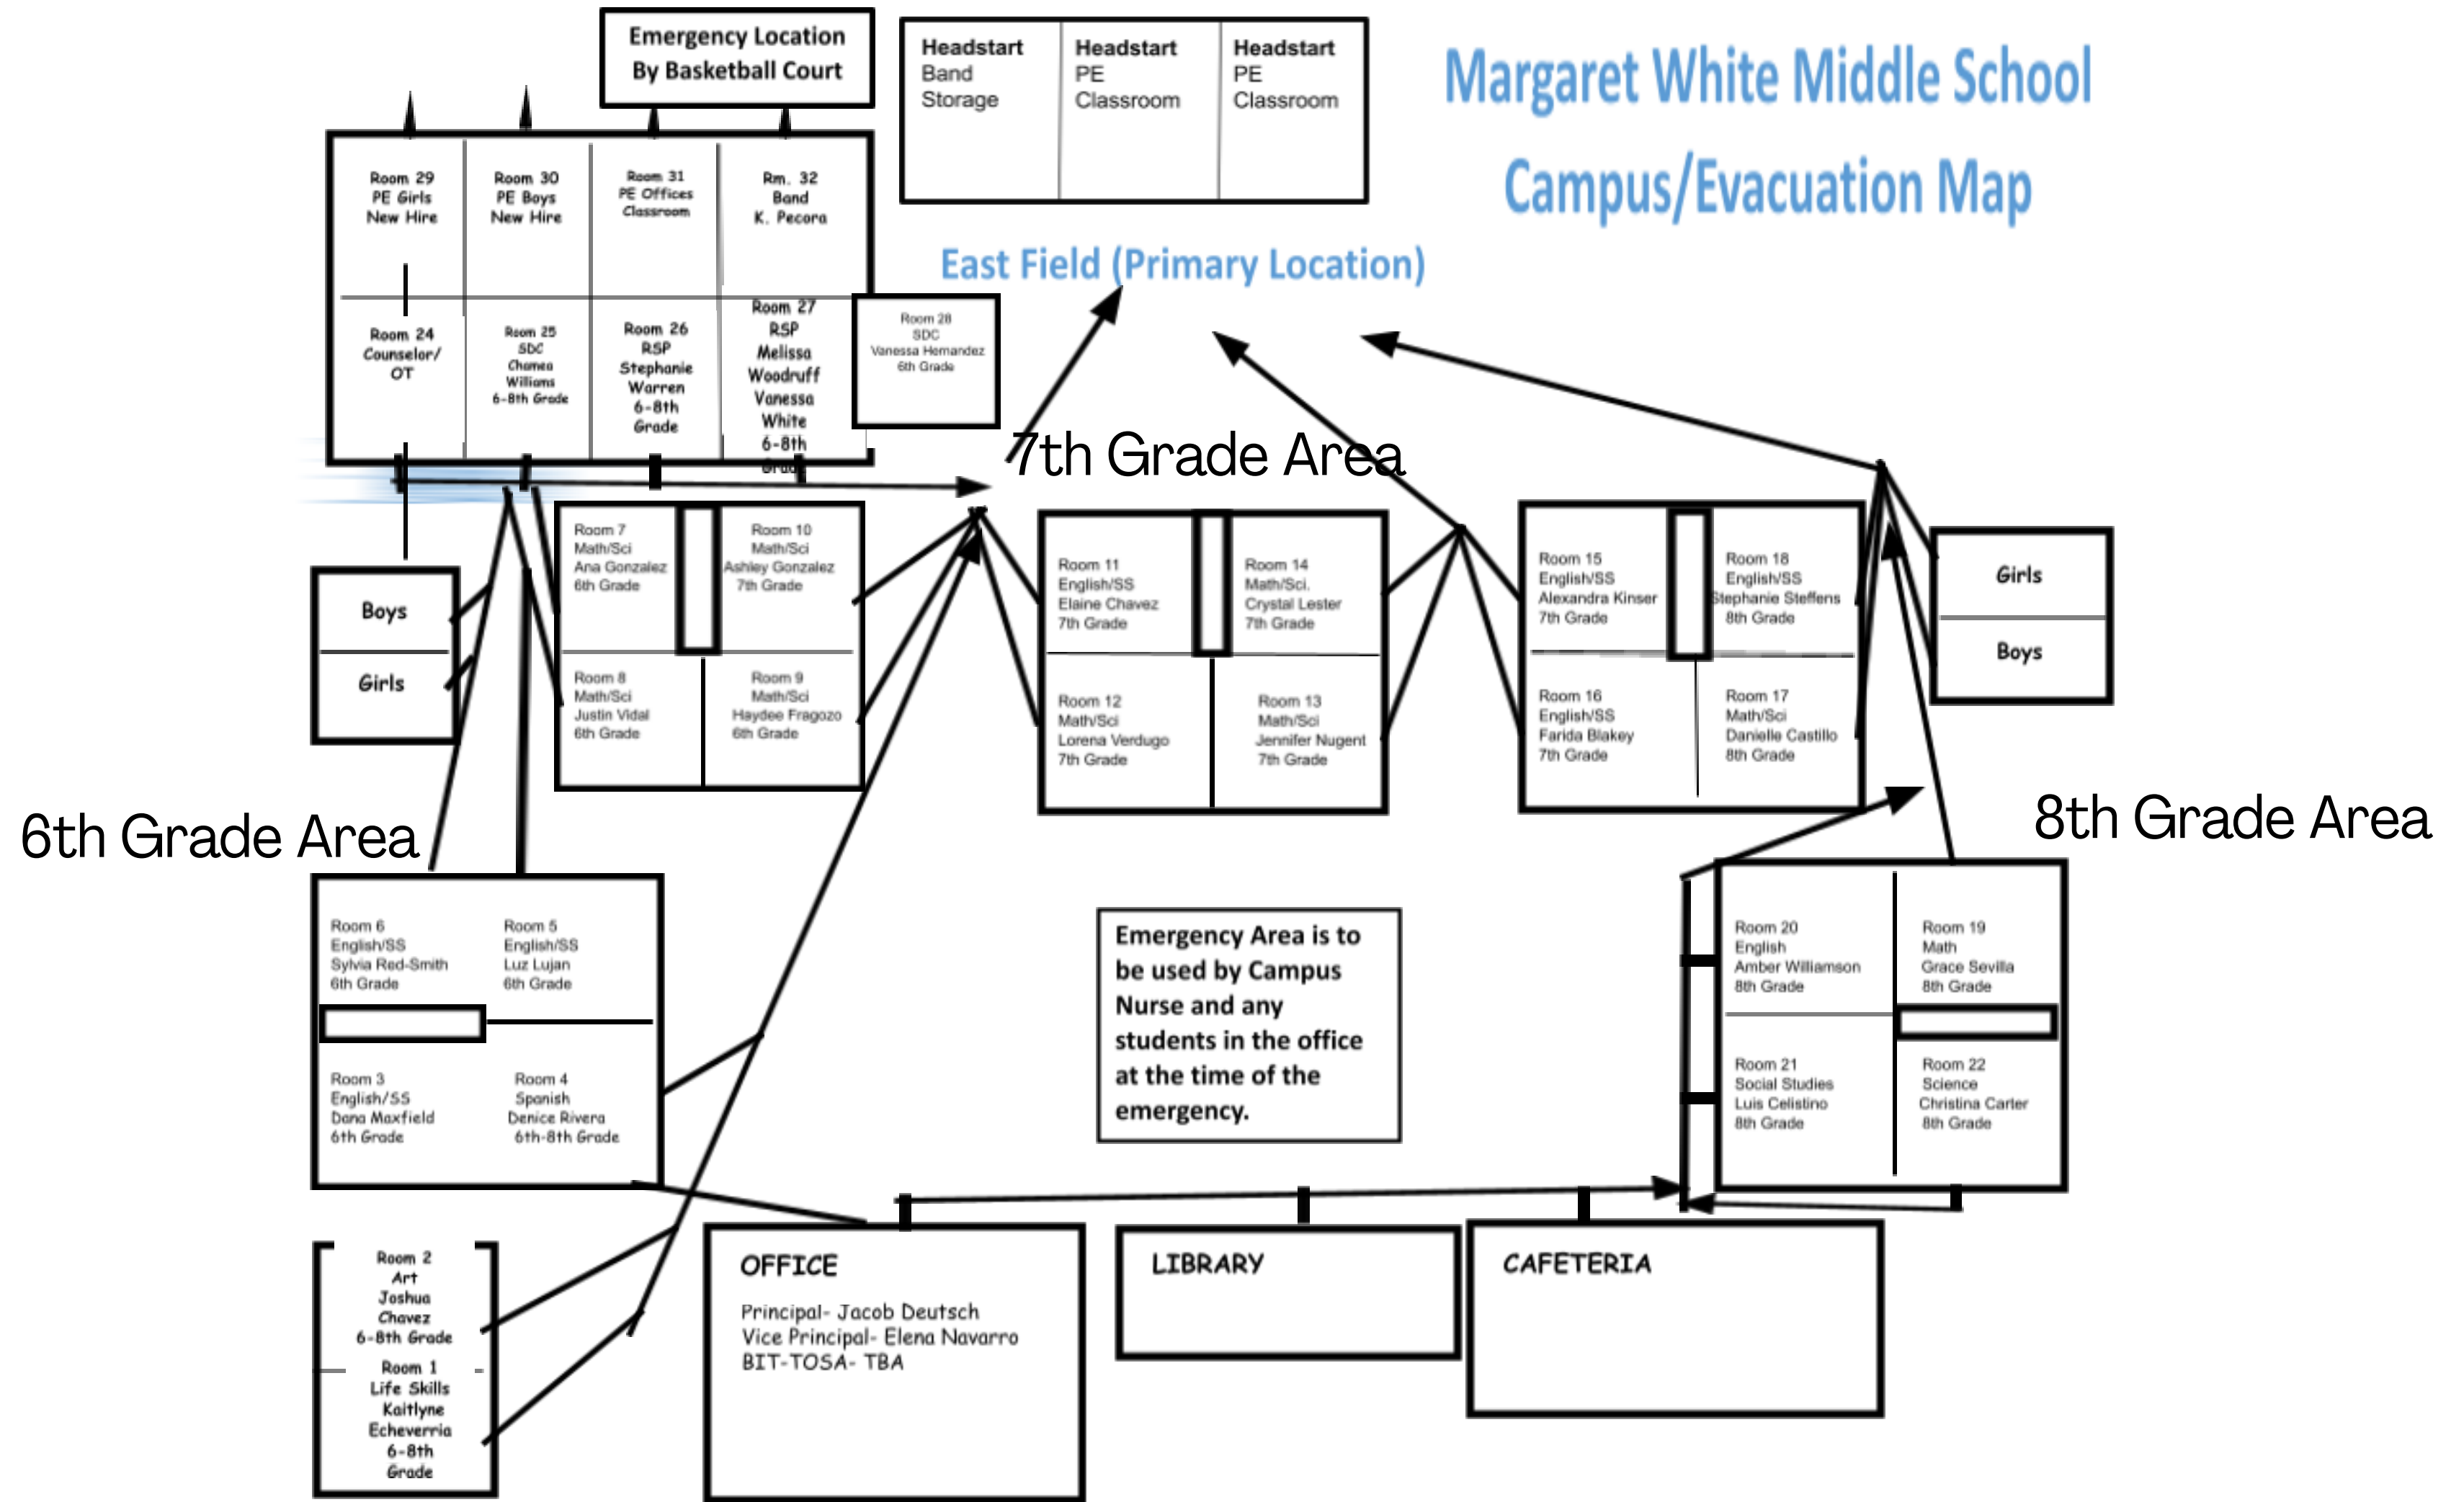 Emergency Location
By Basketball Court
Headstart
Band
Storage
Headstart
PE
Classroom
Headstart
PE
Classroom
Margaret White Middle School
Campus/Evacuation Map
East Field (Primary Location)
Room 29
PE Girls
New Hire
Room 30
PE Boys
New Hire
Room 31
PE Offices
Classroom
Rm. 32
Band
K. Pecora
Room 24
Counselor/
OT
Room 25
SDC
Chamea
Williams
6-8th Grade
Room 26
RSP
Stephanie
Warren
6-8th
Grade
Room 27
RSP
Melissa
Woodruff
Vanessa
White
6-8th
Grade
Room 28
SDC
Vanessa Hernandez
6th Grade
7th Grade Area
Boys
Girls
Room 7
Math/Sci
Ana Gonzalez
6th Grade
Room 10
Math/Sci
Ashley Gonzalez
7th Grade
Room 8
Math/Sci
Justin Vidal
6th Grade
Room 9
Math/Sci
Haydee Fragozo
6th Grade
Room 11
English/SS
Elaine Chavez
7th Grade
Room 14
Math/Sci.
Crystal Lester
7th Grade
Room 12
Math/Sci
Lorena Verdugo
7th Grade
Room 13
Math/Sci
Jennifer Nugent
7th Grade
Room 15
English/SS
Alexandra Kinser
7th Grade
Room 18
English/SS
Stephanie Steffens
8th Grade
Room 16
English/SS
Farida Blakey
7th Grade
Room 17
Math/Sci
Danielle Castillo
8th Grade
Girls
Boys
6th Grade Area
8th Grade Area
Room 6
English/SS
Sylvia Red-Smith
6th Grade
Room 5
English/SS
Luz Lujan
6th Grade
Room 3
English/SS
Dana Maxfield
6th Grade
Room 4
Spanish
Denice Rivera
6th-8th Grade
Emergency Area is to
be used by Campus
Nurse and any
students in the office
at the time of the
emergency.
Room 20
English
Amber Williamson
8th Grade
Room 19
Math
Grace Sevilla
8th Grade
Room 21
Social Studies
Luis Celistino
8th Grade
Room 22
Science
Christina Carter
8th Grade
Room 2
Art
Joshua
Chavez
6-8th Grade
Room 1
Life Skills
Kaitlyne
Echeverria
6-8th
Grade
OFFICE
Principal- Jacob Deutsch
Vice Principal- Elena Navarro
BIT-TOSA- TBA
LIBRARY
CAFETERIA